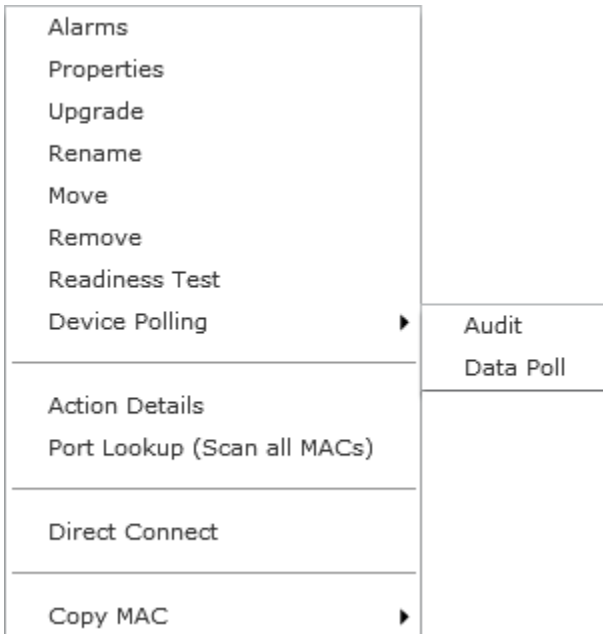 Alarms
Properties
Upgrade
Rename
Move
Remove
Readiness Test
Device Polling
Audit
Data Poll
Action Details
Port Lookup (Scan all MACs)
Direct Connect
Copy MAC